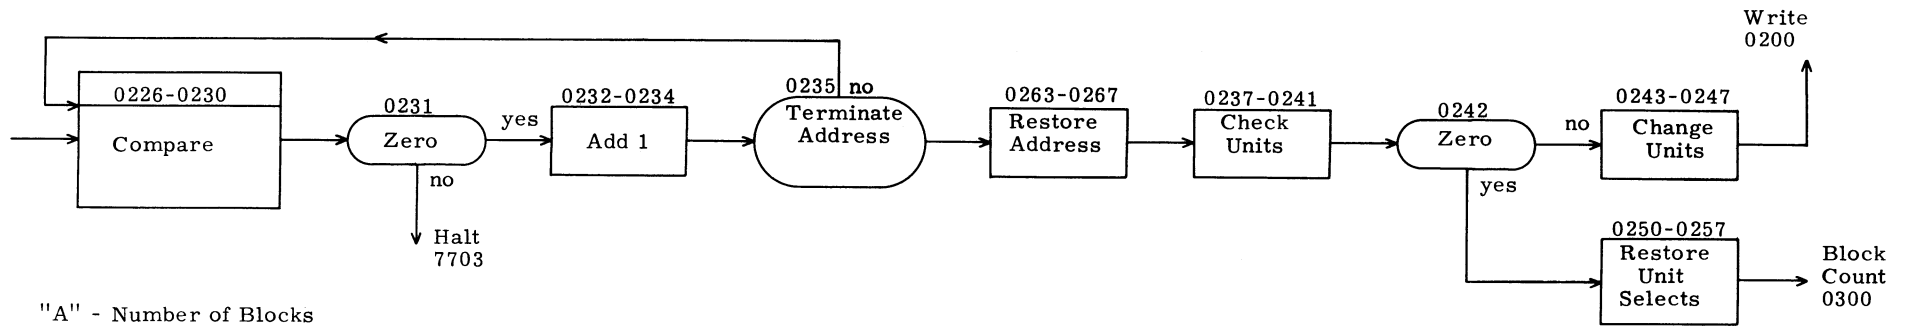 0226-0230
Compare
0231
Zero
yes
no
Halt
7703
0232-0234
Add 1
0235
no
Terminate
Address
0263-0267
Restore
Address
0237-0241
Check
Units
0242
Zero
no
yes
0243-0247
Change
Units
Write
0200
0250-0257
Restore
Unit
Selects
Block
Count
0300
"A" - Number of Blocks